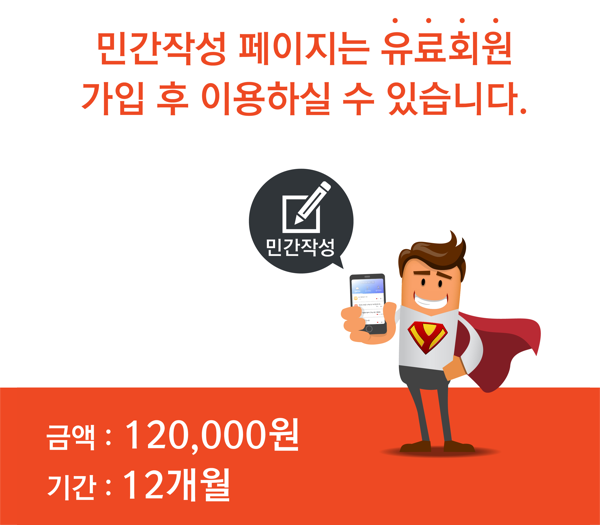 민간작성 페이지는 유료회원
가입 후 이용하실 수 있습니다.
민간작성
금액 : 120,000원
기간 : 12개월